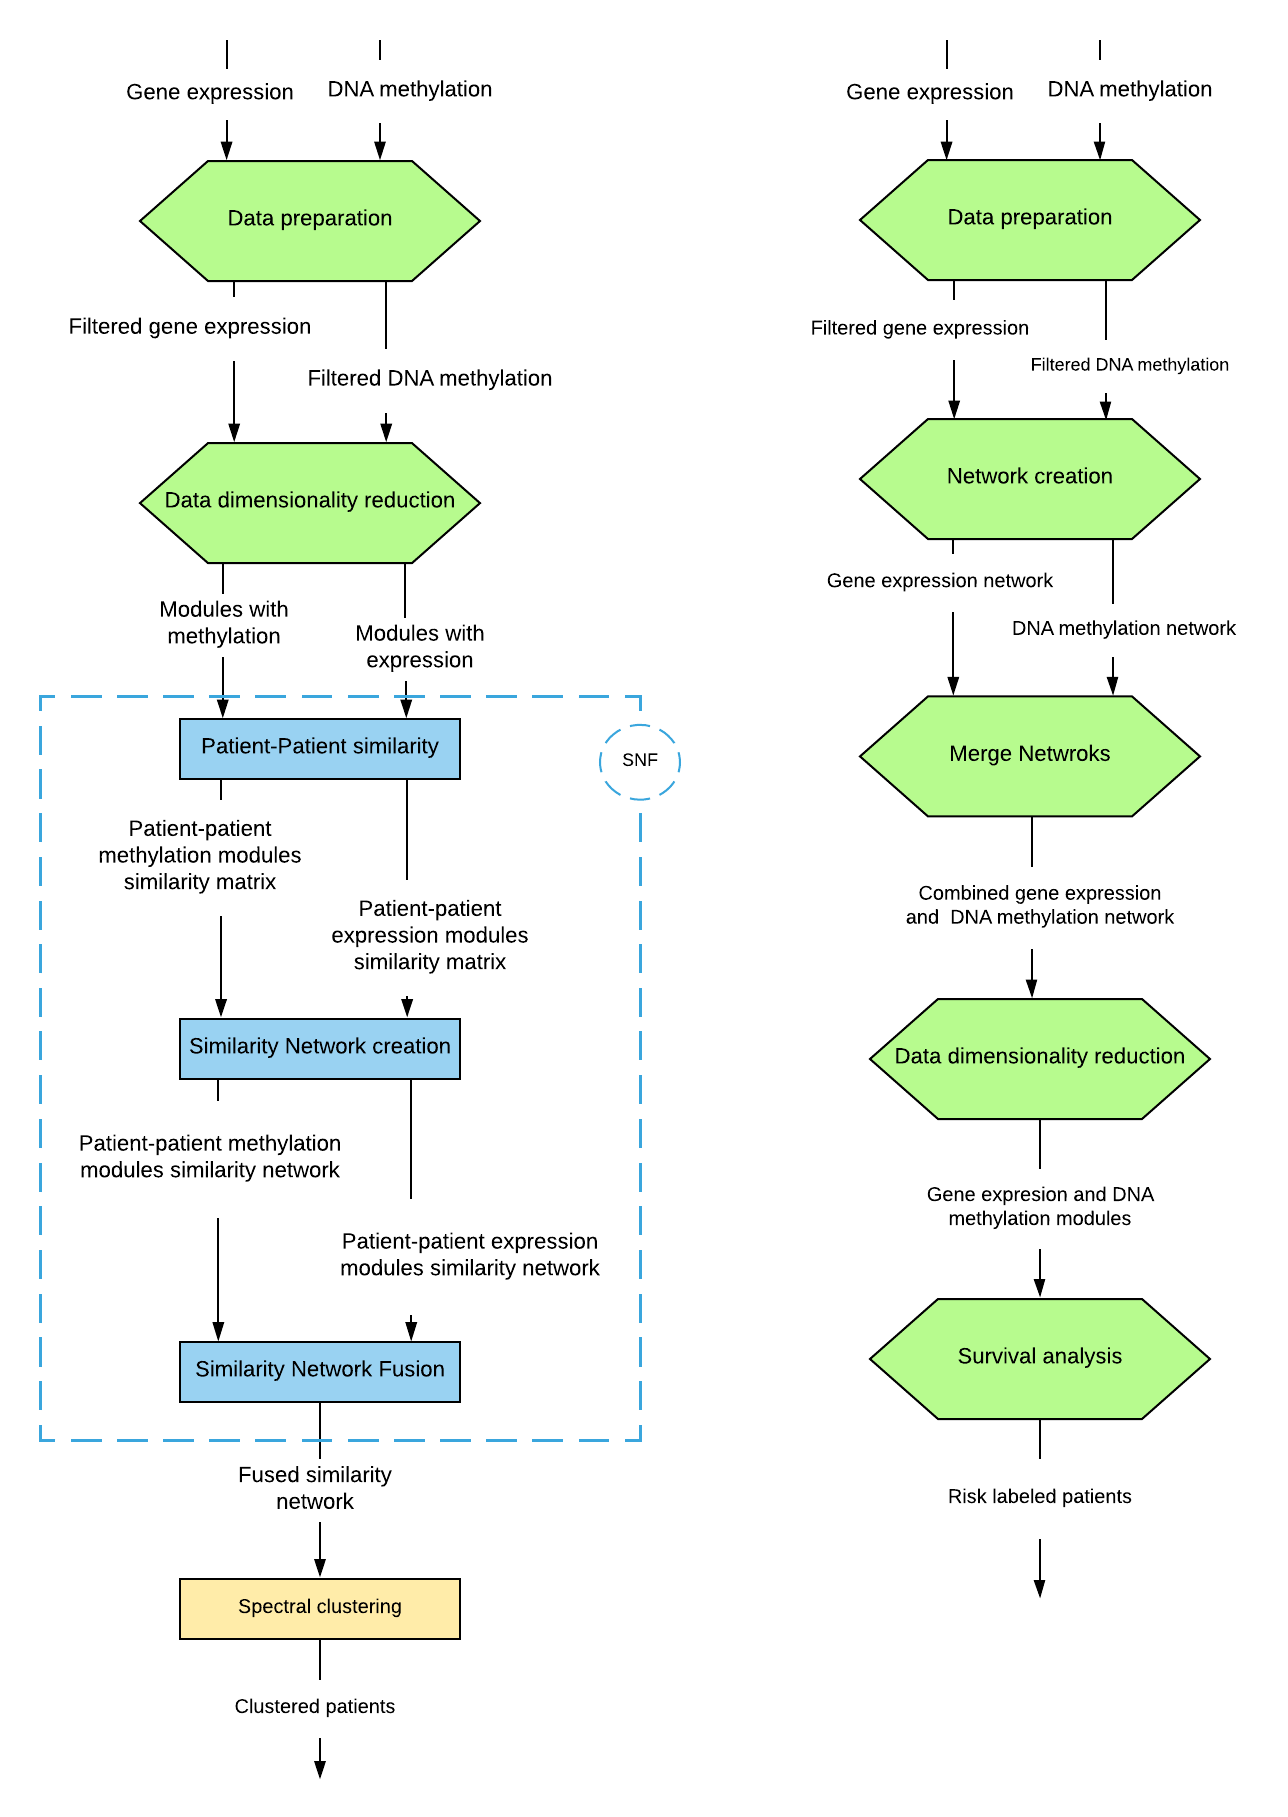 Gene expression
DNA methylation
Data preparation
Filtered gene expression
Filtered DNA methylation
Data dimensionality reduction
Modules with
methylation
Modules with
expression
Patient-Patient similarity
SNF
Patient-patient
methylation modules
similarity matrix
Patient-patient
expression modules
similarity matrix
Similarity Network creation
Patient-patient methylation
modules similarity network
Patient-patient expression
modules similarity network
Similarity Network Fusion
Fused similarity
network
Spectral clustering
Clustered patients
Gene expression
DNA methylation
Data preparation
Filtered gene expression
Filtered DNA methylation
Network creation
Gene expression network
DNA methylation network
Merge Netwroks
Combined gene expression
and  DNA methylation network
Data dimensionality reduction
Gene expresion and DNA
methylation modules
Survival analysis
Risk labeled patients